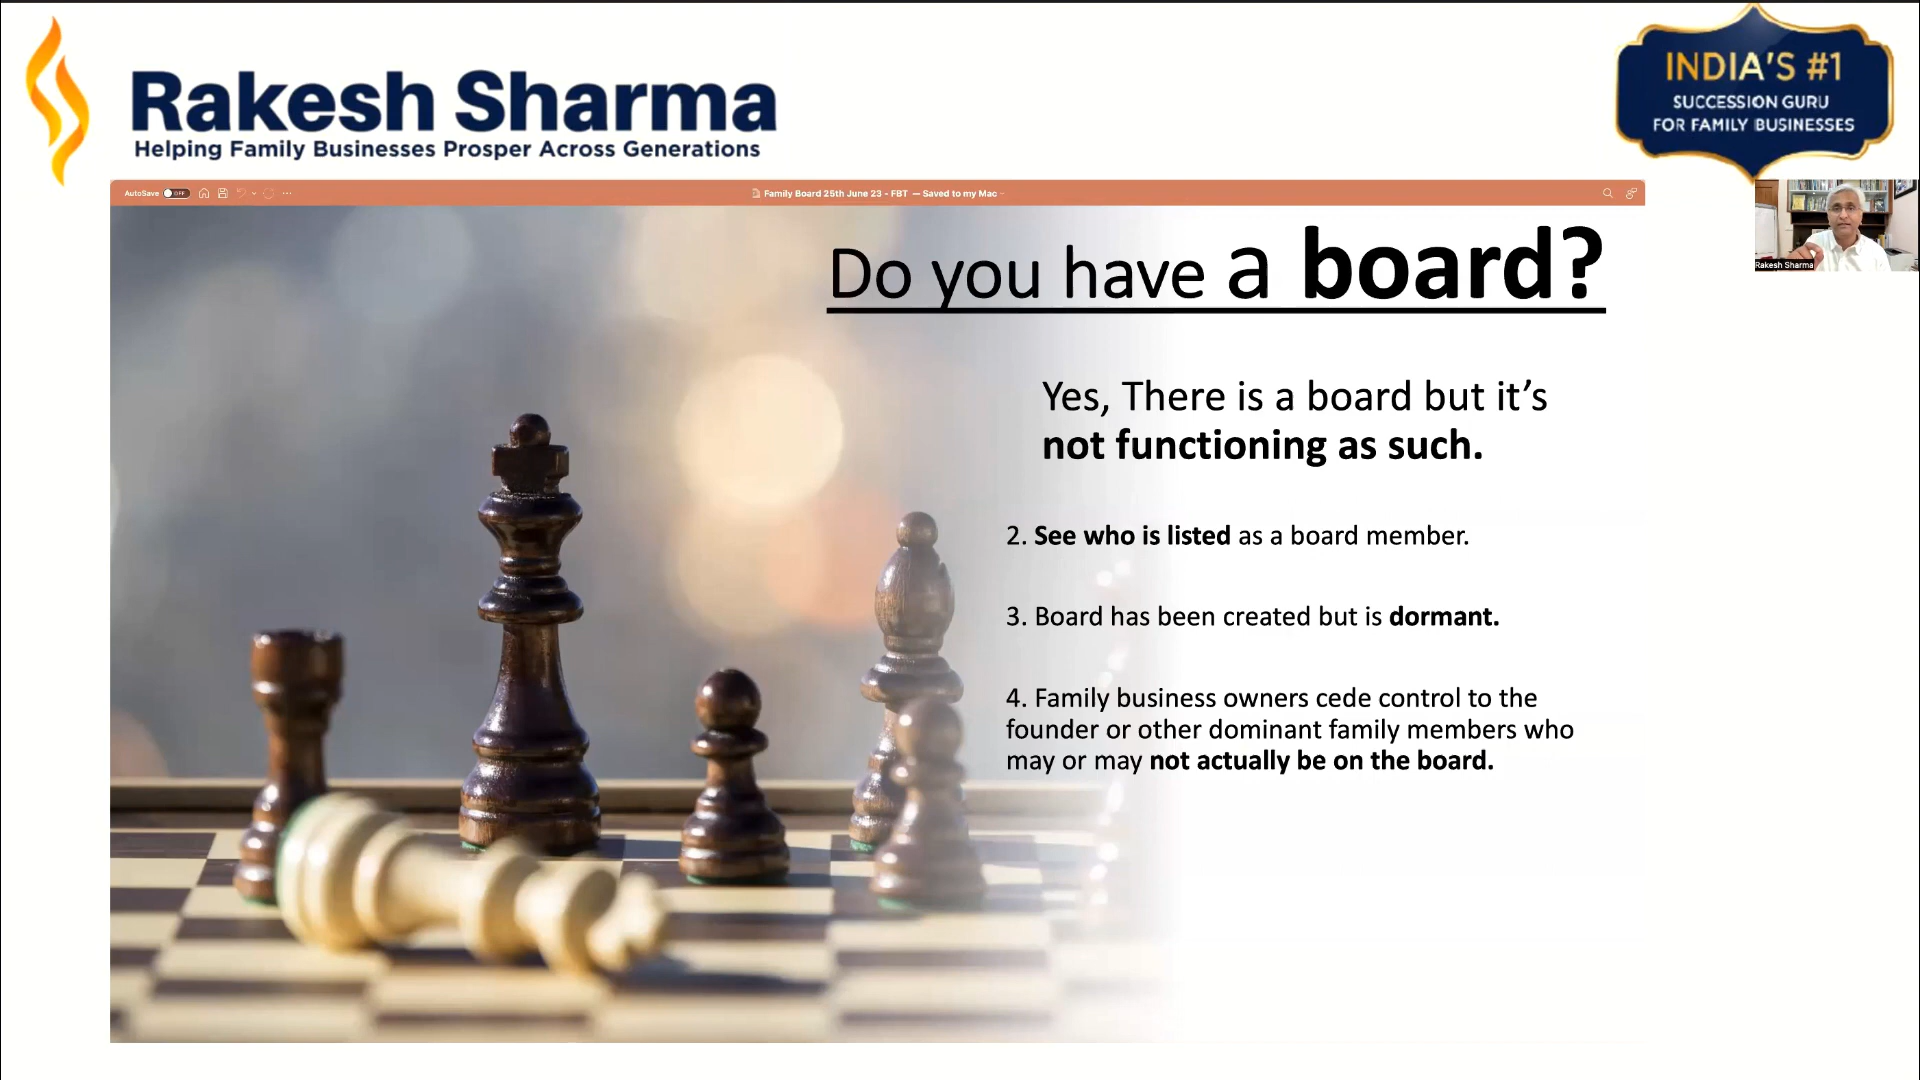 Rakesh Sharma
Helping Family Businesses Prosper Across Generations
INDIA'S #1
SUCCESSION GURU
FOR FAMILY BUSINESSES
AutoSave OFF
Family Board 25th June 23 - FBT — Saved to my Mac
Rakesh Sharma
Do you have a board?
Yes, There is a board but it’s
not functioning as such.
2. See who is listed as a board member.
3. Board has been created but is dormant.
4. Family business owners cede control to the
founder or other dominant family members who
may or may not actually be on the board.